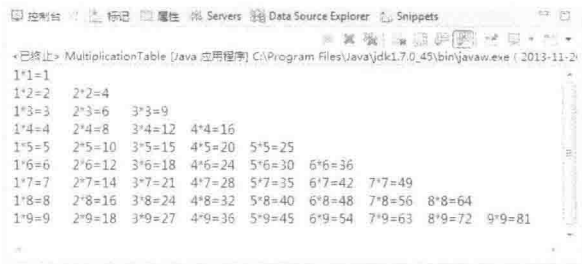 控制台 标记 属性 Servers Data Source Explorer Snippets
<已终止> MultiplicationTable [Java 应用程序] C:\Program Files\Java\jdk1.7.0_45\bin\javaw.exe ( 2013-11-2
1*1=1
1*2=2 2*2=4
1*3=3 2*3=6 3*3=9
1*4=4 2*4=8 3*4=12 4*4=16
1*5=5 2*5=10 3*5=15 4*5=20 5*5=25
1*6=6 2*6=12 3*6=18 4*6=24 5*6=30 6*6=36
1*7=7 2*7=14 3*7=21 4*7=28 5*7=35 6*7=42 7*7=49
1*8=8 2*8=16 3*8=24 4*8=32 5*8=40 6*8=48 7*8=56 8*8=64
1*9=9 2*9=18 3*9=27 4*9=36 5*9=45 6*9=54 7*9=63 8*9=72 9*9=81